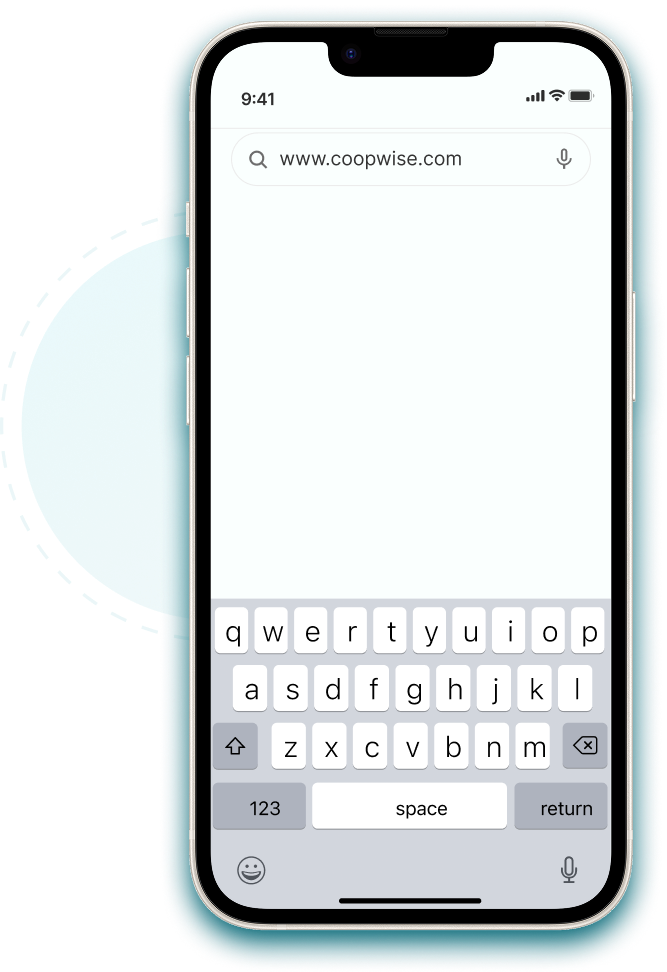 9:41
www.coopwise.com
q w e r t y u i o p
a s d f g h j k l
z x c v b n m
123 space return